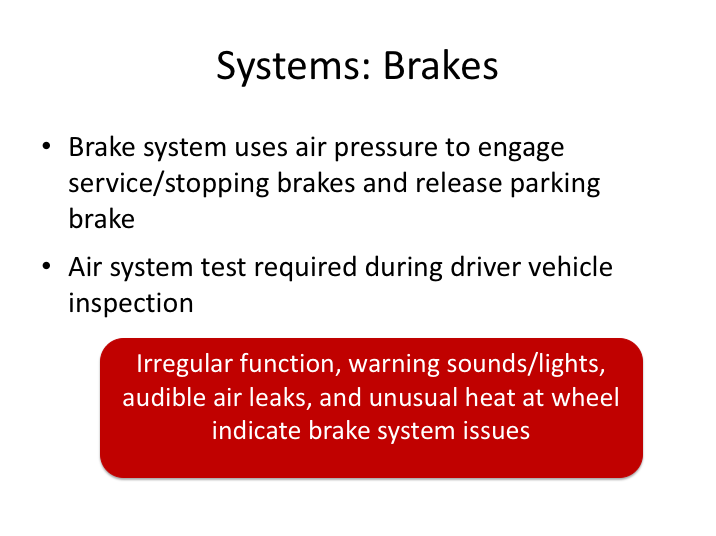 Systems: Brakes
• Brake system uses air pressure to engage
service/stopping brakes and release parking
brake
• Air system test required during driver vehicle
inspection
Irregular function, warning sounds/lights,
audible air leaks, and unusual heat at wheel
indicate brake system issues